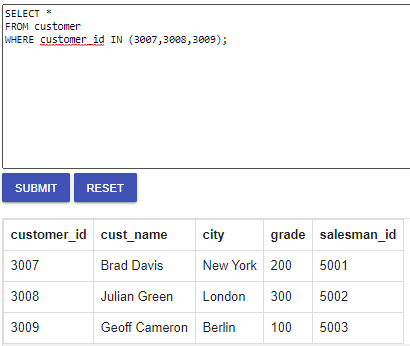 SELECT *
FROM customer
WHERE customer_id IN (3007,3008,3009);
SUBMIT RESET
customer_id cust_name city grade salesman_id
3007 Brad Davis New York 200 5001
3008 Julian Green London 300 5002
3009 Geoff Cameron Berlin 100 5003